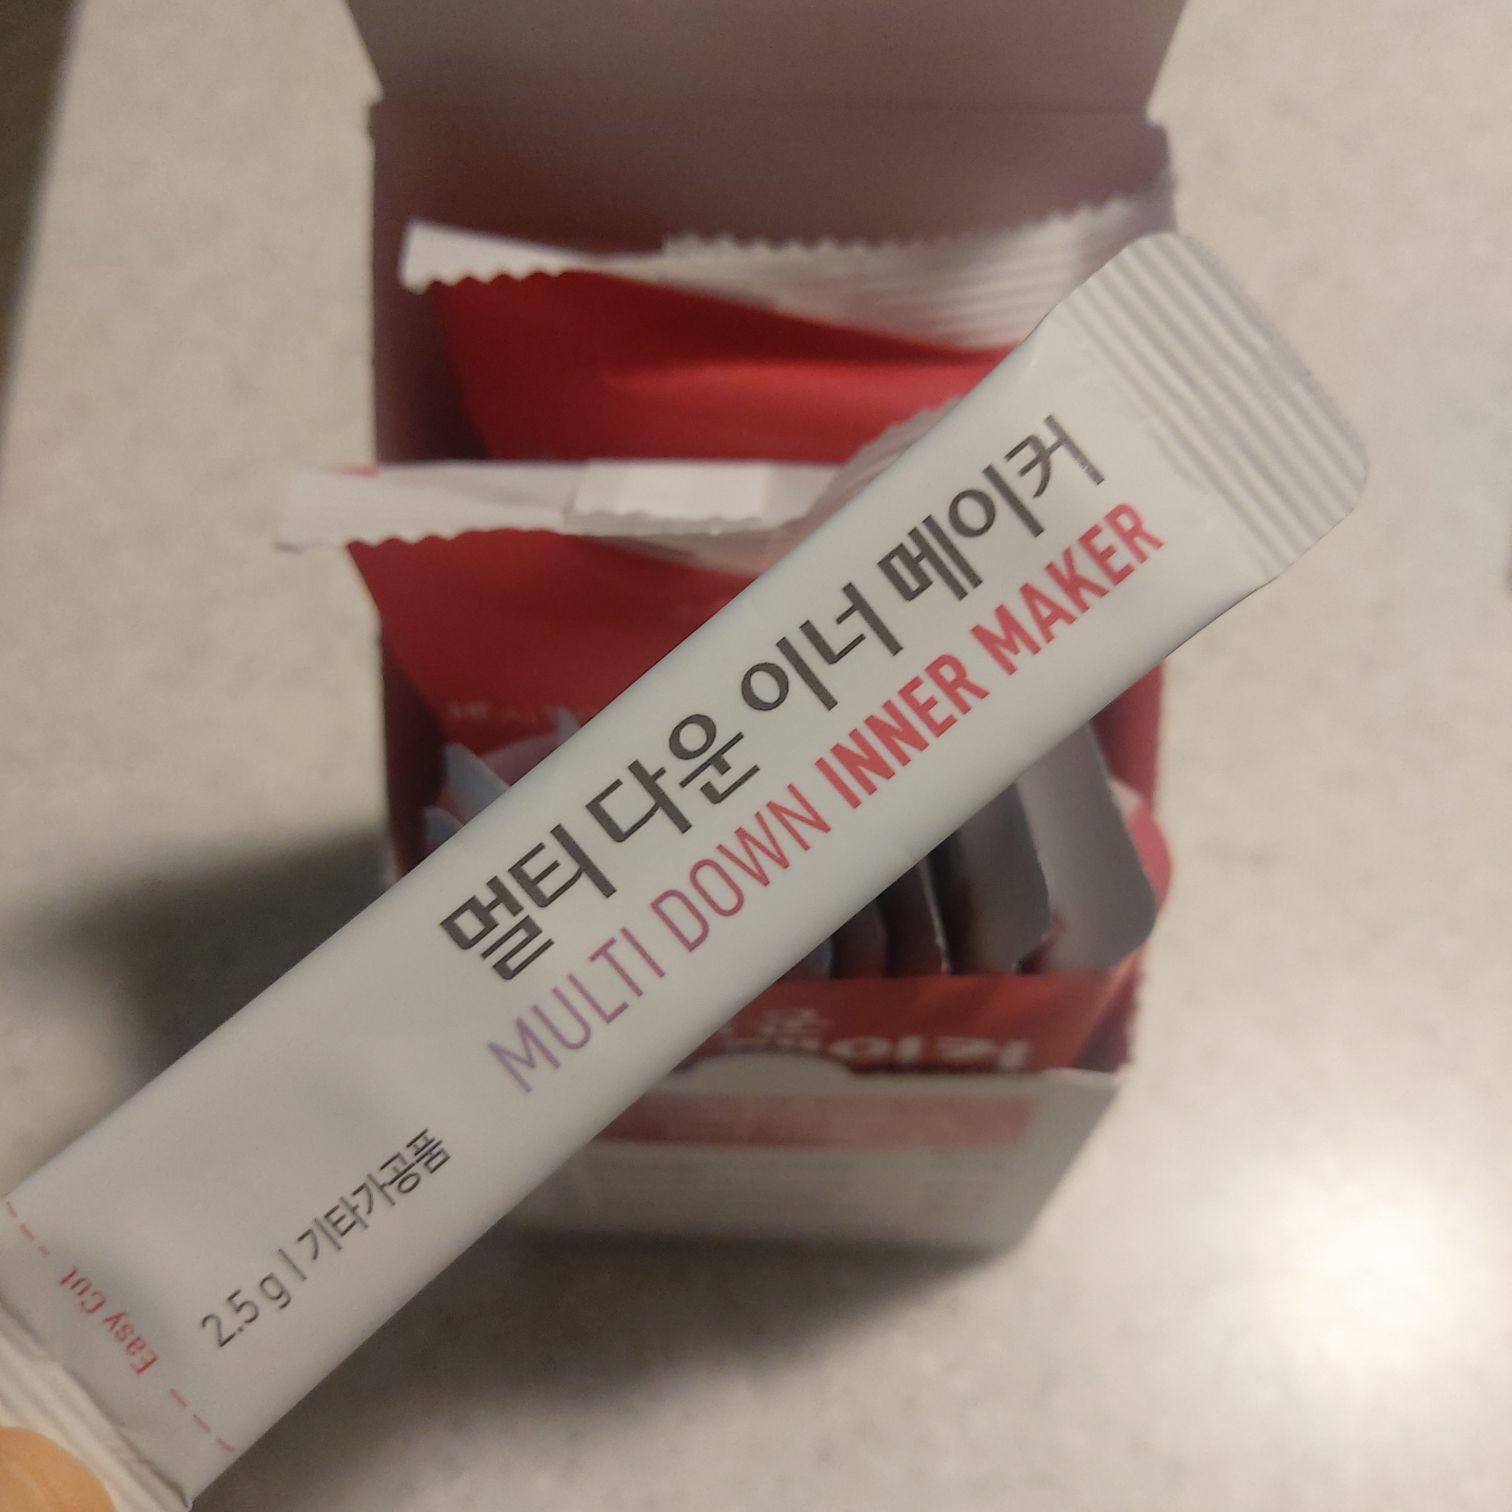 멀티 다운 이너 메이커
MULTI DOWN INNER MAKER
2.5 g | 기타가공품
Easy Cut